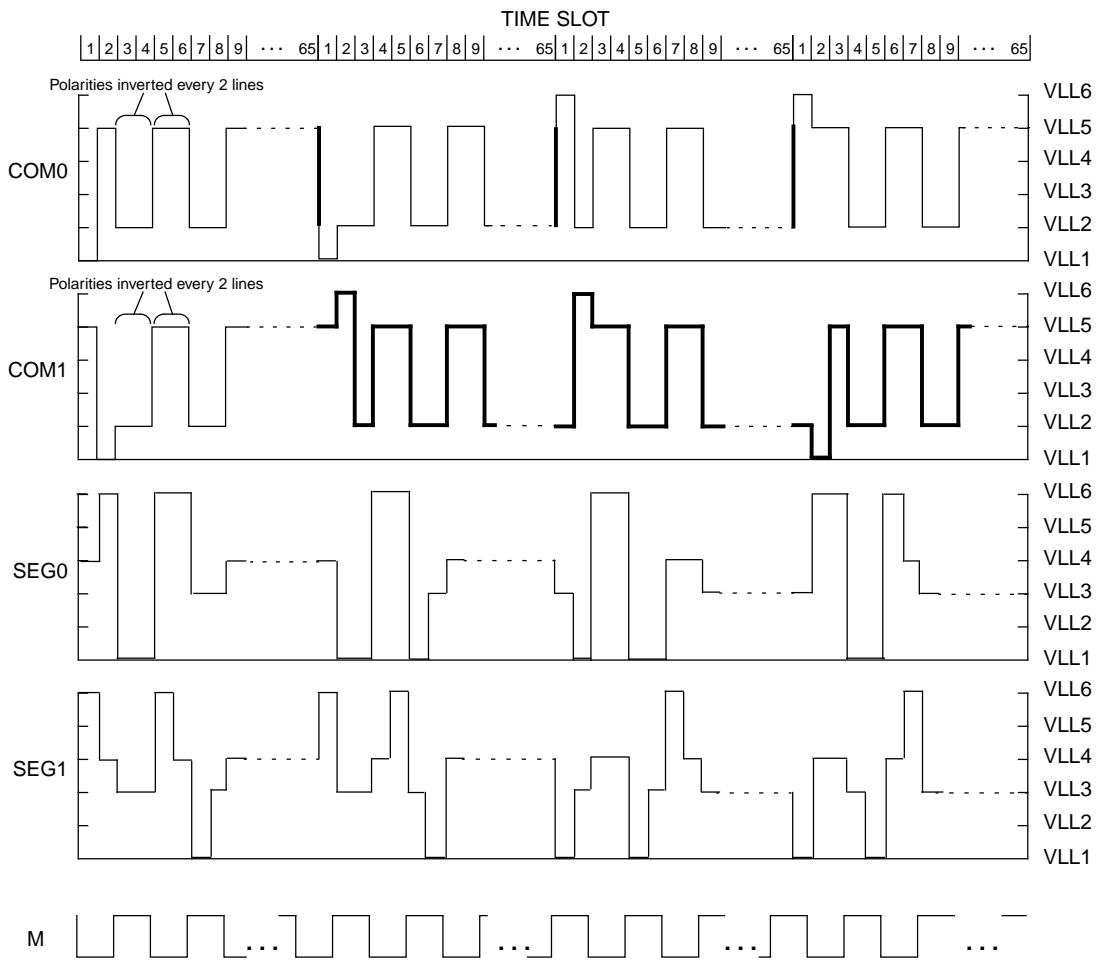 TIME SLOT
1 2 3 4 5 6 7 8 9 ··· 65 1 2 3 4 5 6 7 8 9 ··· 65 1 2 3 4 5 6 7 8 9 ··· 65 1 2 3 4 5 6 7 8 9 ··· 65
Polarities inverted every 2 lines
COM0
VLL6
VLL5
VLL4
VLL3
VLL2
VLL1
Polarities inverted every 2 lines
COM1
VLL6
VLL5
VLL4
VLL3
VLL2
VLL1
SEG0
VLL6
VLL5
VLL4
VLL3
VLL2
VLL1
SEG1
VLL6
VLL5
VLL4
VLL3
VLL2
VLL1
M ··· ··· ··· ···